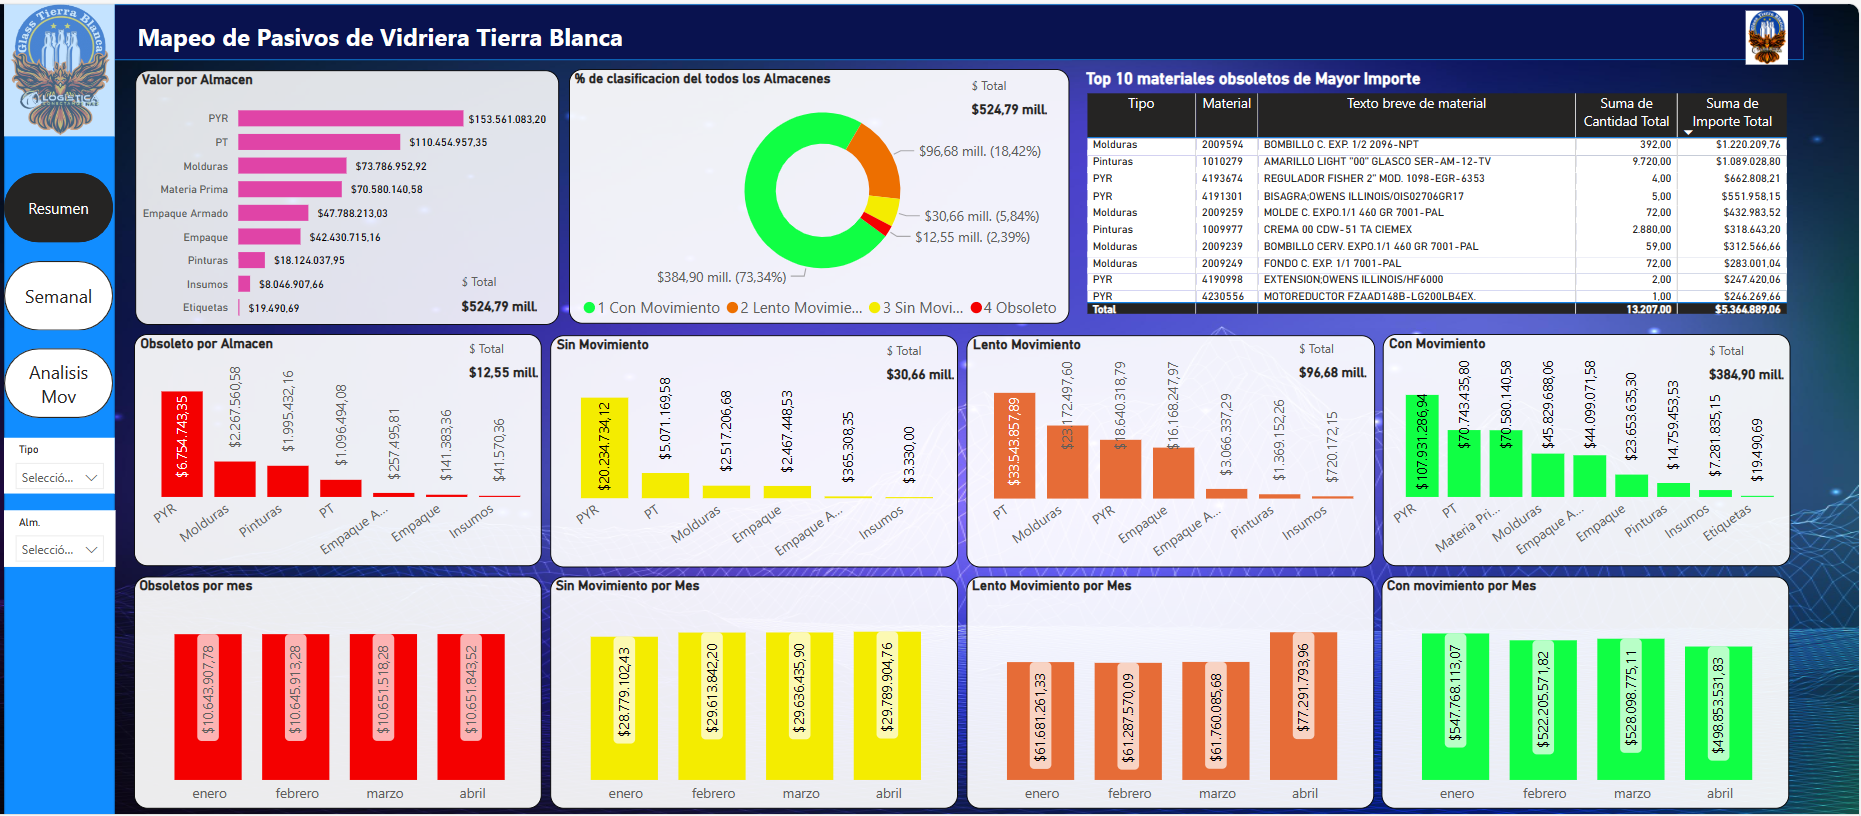 Glass Tierra Blanca
LOGISTICA
Mapeo de Pasivos de Vidriera Tierra Blanca
Resumen
Semanal
Analisis
Mov
Tipo
Selecció...
Alm.
Selecció...
Valor por Almacen
PYR $153.561.083,20
PT $110.454.957,35
Molduras $73.786.952,92
Materia Prima $70.580.140,58
Empaque Armado $47.788.213,03
Empaque $42.430.715,16
Pinturas $18.124.037,95
Insumos $8.046.907,66
Etiquetas $19.490,69
$ Total
$524,79 mill.
% de clasificacion del todos los Almacenes
$ Total
$524,79 mill.
$96,68 mill. (18,42%)
$30,66 mill. (5,84%)
$12,55 mill. (2,39%)
$384,90 mill. (73,34%)
1 Con Movimiento 2 Lento Movimie... 3 Sin Movi... 4 Obsoleto
Top 10 materiales obsoletos de Mayor Importe
Tipo Material Texto breve de material Suma de Cantidad Total Suma de Importe Total
Molduras 2009594 BOMBILLO C. EXP. 1/2 2096-NPT 392,00 $1.220.209,76
Pinturas 1010279 AMARILLO LIGHT "00" GLASCO SER-AM-12-TV 9.720,00 $1.089.028,80
PYR 4193674 REGULADOR FISHER 2" MOD. 1098-EGR-6353 4,00 $662.808,21
PYR 4191301 BISAGRA;OWENS ILLINOIS/OIS02706GR17 5,00 $551.958,15
Molduras 2009259 MOLDE C. EXPO.1/1 460 GR 7001-PAL 72,00 $432.983,52
Pinturas 1009977 CREMA 00 CDW-51 TA CIEMEX 2.880,00 $318.643,20
Molduras 2009239 BOMBILLO CERV. EXPO.1/1 460 GR 7001-PAL 59,00 $312.566,66
Molduras 2009249 FONDO C. EXP. 1/1 7001-PAL 72,00 $283.001,04
PYR 4190998 EXTENSION;OWENS ILLINOIS/HF6000 2,00 $247.420,06
PYR 4230556 MOTOREDUCTOR FZAAD148B-LG200LB4EX. 1,00 $246.269,66
Total 13.207,00 $5.364.889,06
Obsoleto por Almacen
$ Total
$12,55 mill.
$6.754.743,35 $2.267.560,58 $1.995.432,16 $1.096.494,08 $257.495,81 $141.383,36 $41.570,36
PYR Molduras Pinturas PT Empaque A... Empaque Insumos
Sin Movimiento
$ Total
$30,66 mill.
$20.234.734,12 $5.071.169,58 $2.517.206,68 $2.467.448,53 $365.308,35 $3.330,00
PYR PT Molduras Empaque Empaque A... Insumos
Lento Movimiento
$ Total
$96,68 mill.
$33.543.857,89 $23.172.497,60 $18.640.318,79 $16.168.247,97 $3.066.337,29 $1.369.152,26 $720.172,15
PT Molduras PYR Empaque Empaque A... Pinturas Insumos
Con Movimiento
$ Total
$384,90 mill.
$107.931.286,94 $70.743.435,80 $70.580.140,58 $45.829.688,06 $44.099.071,58 $23.653.635,30 $14.759.453,53 $7.281.835,15 $19.490,69
PYR PT Materia Pri... Molduras Empaque A... Empaque Pinturas Insumos Etiquetas
Obsoletos por mes
$10.643.907,78 $10.645.913,28 $10.651.518,28 $10.651.843,52
enero febrero marzo abril
Sin Movimiento por Mes
$28.779.102,43 $29.613.842,20 $29.636.435,90 $29.789.904,76
enero febrero marzo abril
Lento Movimiento por Mes
$61.681.261,33 $61.287.570,09 $61.760.085,68 $77.291.793,96
enero febrero marzo abril
Con movimiento por Mes
$547.768.113,07 $522.205.571,82 $528.098.775,11 $498.853.531,83
enero febrero marzo abril